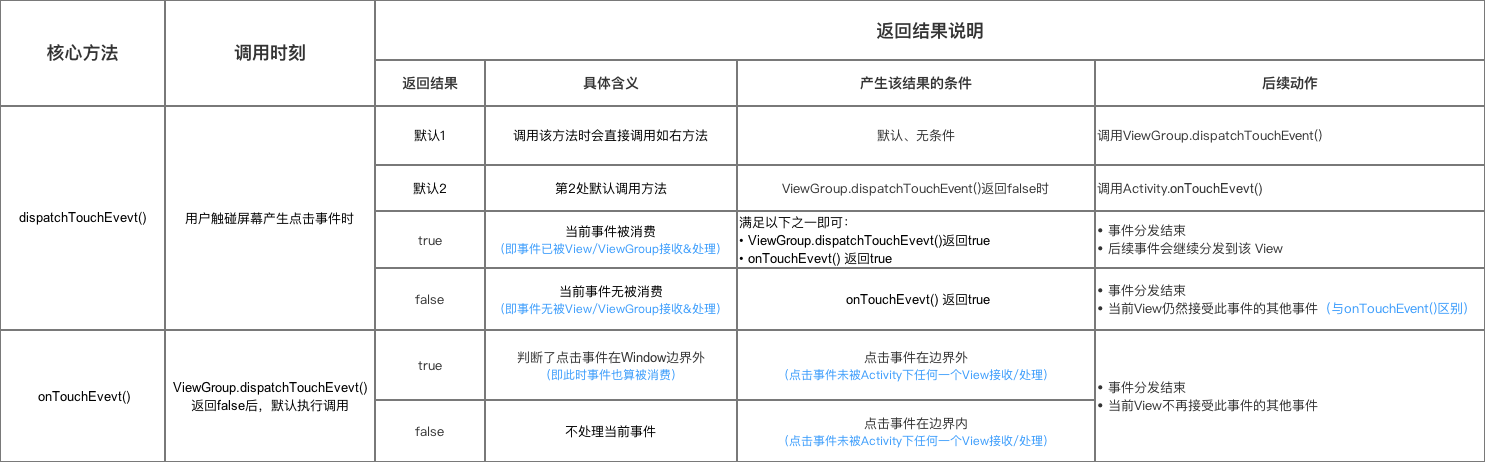 核心方法
调用时刻
返回结果说明
返回结果
具体含义
产生该结果的条件
后续动作
dispatchTouchEvevt()
用户触碰屏幕产生点击事件时
默认1
调用该方法时会直接调用如右方法
默认、无条件
调用ViewGroup.dispatchTouchEvent()
默认2
第2处默认调用方法
ViewGroup.dispatchTouchEvent()返回false时
调用Activity.onTouchEvevt()
true
当前事件被消费
（即事件已被View/ViewGroup接收&处理）
满足以下之一即可：
• ViewGroup.dispatchTouchEvevt()返回true
• onTouchEvevt() 返回true
• 事件分发结束
• 后续事件会继续分发到该 View
false
当前事件无被消费
（即事件无被View/ViewGroup接收&处理）
onTouchEvevt() 返回true
• 事件分发结束
• 当前View仍然接受此事件的其他事件（与onTouchEvent()区别）
onTouchEvevt()
ViewGroup.dispatchTouchEvevt()
返回false后，默认执行调用
true
判断了点击事件在Window边界外
（即此时事件也算被消费）
点击事件在边界外
（点击事件未被Activity下任何一个View接收/处理）
• 事件分发结束
• 当前View不再接受此事件的其他事件
false
不处理当前事件
点击事件在边界内
（点击事件未被Activity下任何一个View接收/处理）